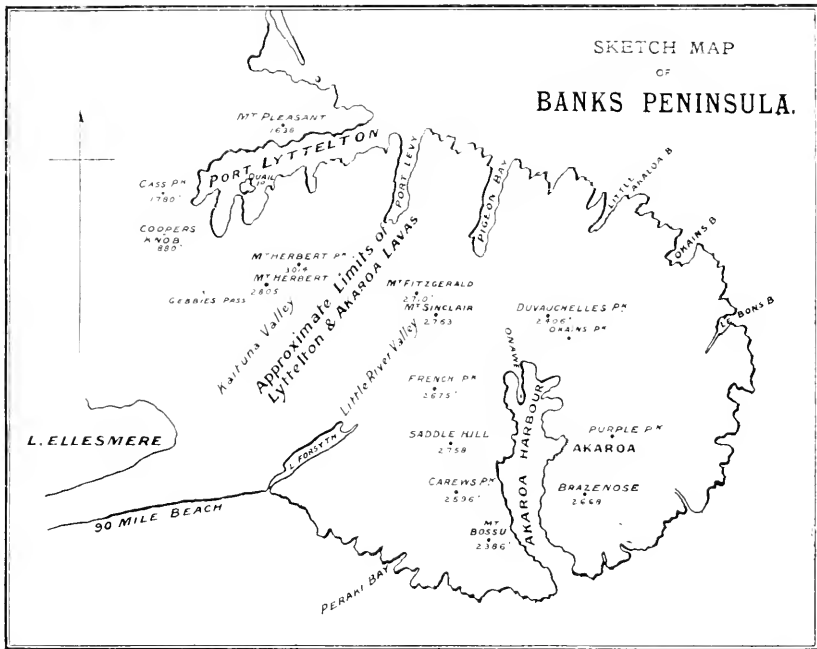 SKETCH MAP
OF
BANKS PENINSULA.
MT PLEASANT
1636
PORT LYTTELTON
QUAIL
CASS PK
1780'
COOPERS
KNOB
880'
MT HERBERT PK
3014
MT HERBERT
2805
GEBBIES PASS
Kaituna Valley
Approximate Limits of
Lyttelton & AKAROA LAVAS
PORT LEVY
PIGEON BAY
LITTLE
AKALOA B
OKAINS B
LE BONS B
MT FITZGERALD
2710'
MT SINCLAIR
2763
DUVAUCHELLES PK
2406'
OKAINS PK
Little River Valley
ONAWE
FRENCH PK
2675'
L. ELLESMERE
L FORSYTH
SADDLE HILL
2758
AKAROA HARBOUR
PURPLE PK
AKAROA
CAREWS PK
2596'
BRAZENOSE
2668
90 MILE BEACH
MT
BOSSU
2386'
PERAKI BAY